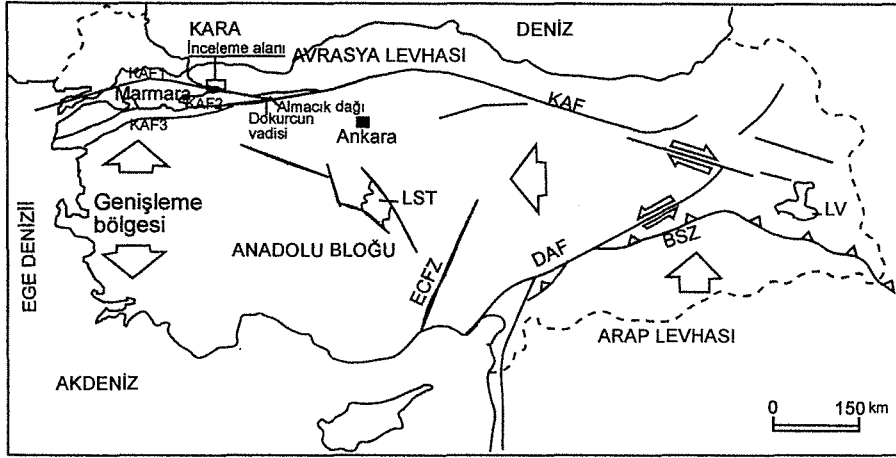 KARA
DENİZ
İnceleme alanı
AVRASYA LEVHASI
KAF1
Marmara
KAF2
KAF
Almacık dağı
KAF3
Dokurcun
vadisi
Ankara
Genişleme
bölgesi
LST
LV
EGE DENİZİİ
ANADOLU BLOĞU
ECFZ
DAF
BSZ
ARAP LEVHASI
AKDENİZ
0 150 km